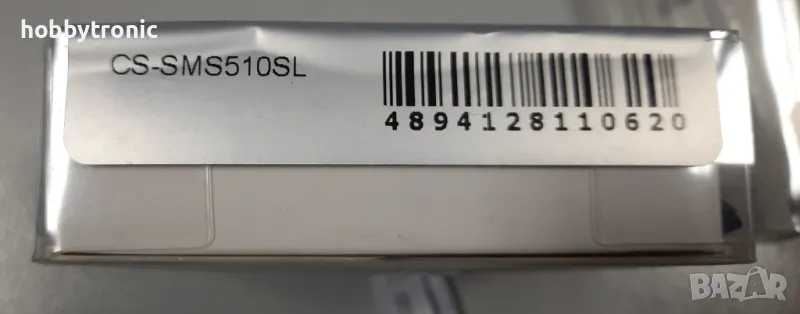 hobbytronic
CS-SMS510SL
4894128110620
BAZAR